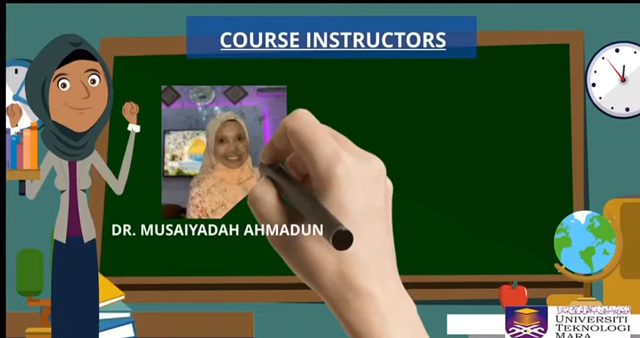 COURSE INSTRUCTORS
DR. MUSAIYADAH AHMADUN
UNIVERSITI
TEKNOLOGI
MARA